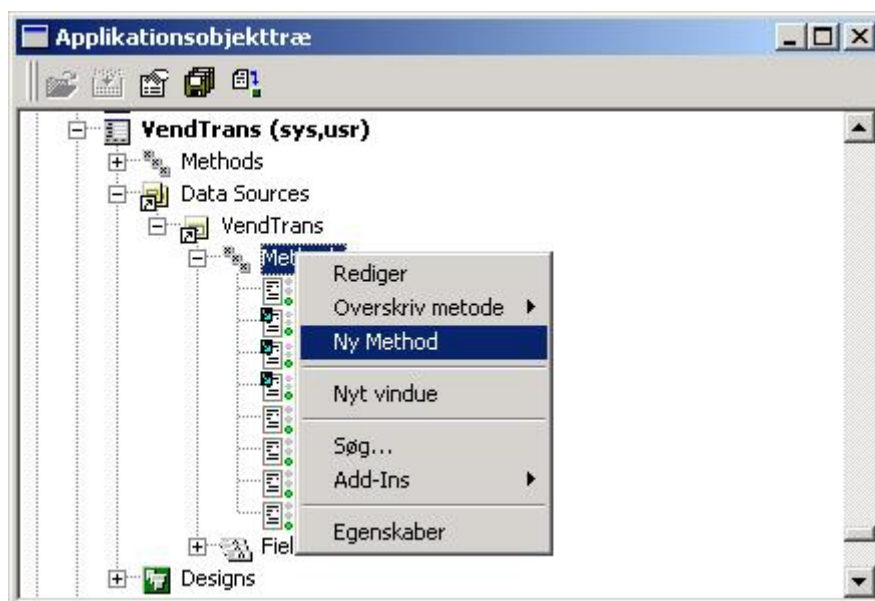 Applikationsobjekttræ
VendTrans (sys,usr)
Methods
Data Sources
VendTrans
Rediger
Overskriv metode
Ny Method
Nyt vindue
Søg...
Add-Ins
Egenskaber
Designs